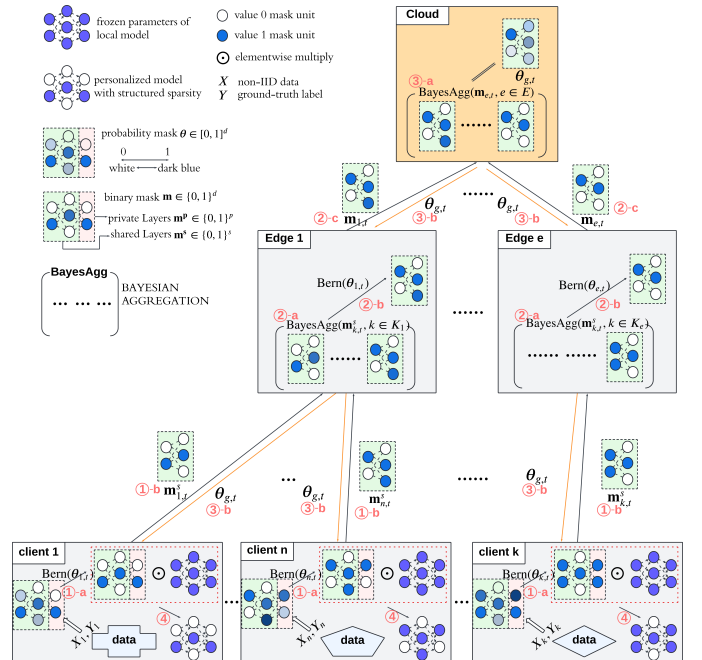 frozen parameters of
local model
value 0 mask unit
value 1 mask unit
elementwise multiply
X non-IID data
Y ground-truth label
personalized model
with structured sparsity
probability mask θ ∈ [0, 1]^d
0 1
white dark blue
binary mask m ∈ {0, 1}^d
private Layers m^p ∈ {0, 1}^p
shared Layers m^s ∈ {0, 1}^s
BayesAgg
... ... ...
BAYESIAN
AGGREGATION
Cloud
θ_{g,t}
③-a
BayesAgg(m_{e,t}, e ∈ E)
......
②-c m_{1,t}
θ_{g,t}
③-b
......
θ_{g,t}
③-b
m_{e,t}
②-c
Edge 1
Bern(θ_{1,t})
②-b
②-a
BayesAgg(m^s_{k,t}, k ∈ K_1)
......
......
Edge e
Bern(θ_{e,t})
②-b
②-a
BayesAgg(m^s_{k,t}, k ∈ K_e)
...... ......
①-b m^s_{1,t}
θ_{g,t}
③-b
...
θ_{g,t}
③-b
m^s_{n,t}
①-b
......
θ_{g,t}
③-b
m^s_{k,t}
①-b
client 1
Bern(θ_{1,t})
①-a
X_1, Y_1
data
④
...
client n
Bern(θ_{n,t})
①-a
X_n, Y_n
data
④
...
client k
Bern(θ_{k,t})
①-a
X_k, Y_k
data
④